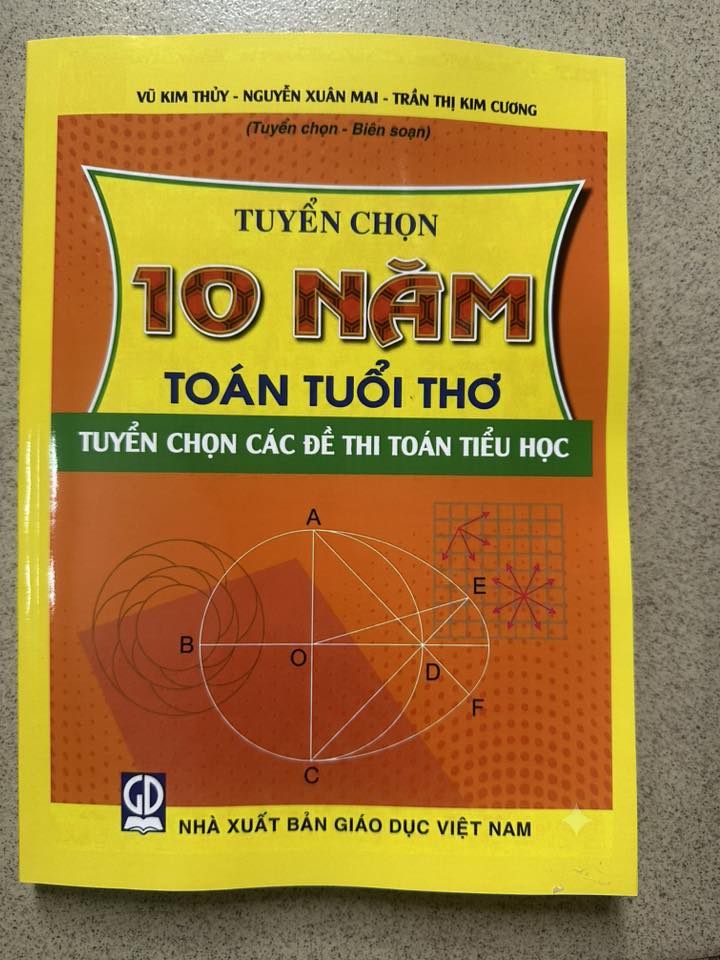 VŨ KIM THỦY - NGUYỄN XUÂN MAI - TRẦN THỊ KIM CƯƠNG
(Tuyển chọn - Biên soạn)
TUYỂN CHỌN
10 NĂM
TOÁN TUỔI THƠ
TUYỂN CHỌN CÁC ĐỀ THI TOÁN TIỂU HỌC
A
E
B
O
D
F
C
GD
NHÀ XUẤT BẢN GIÁO DỤC VIỆT NAM